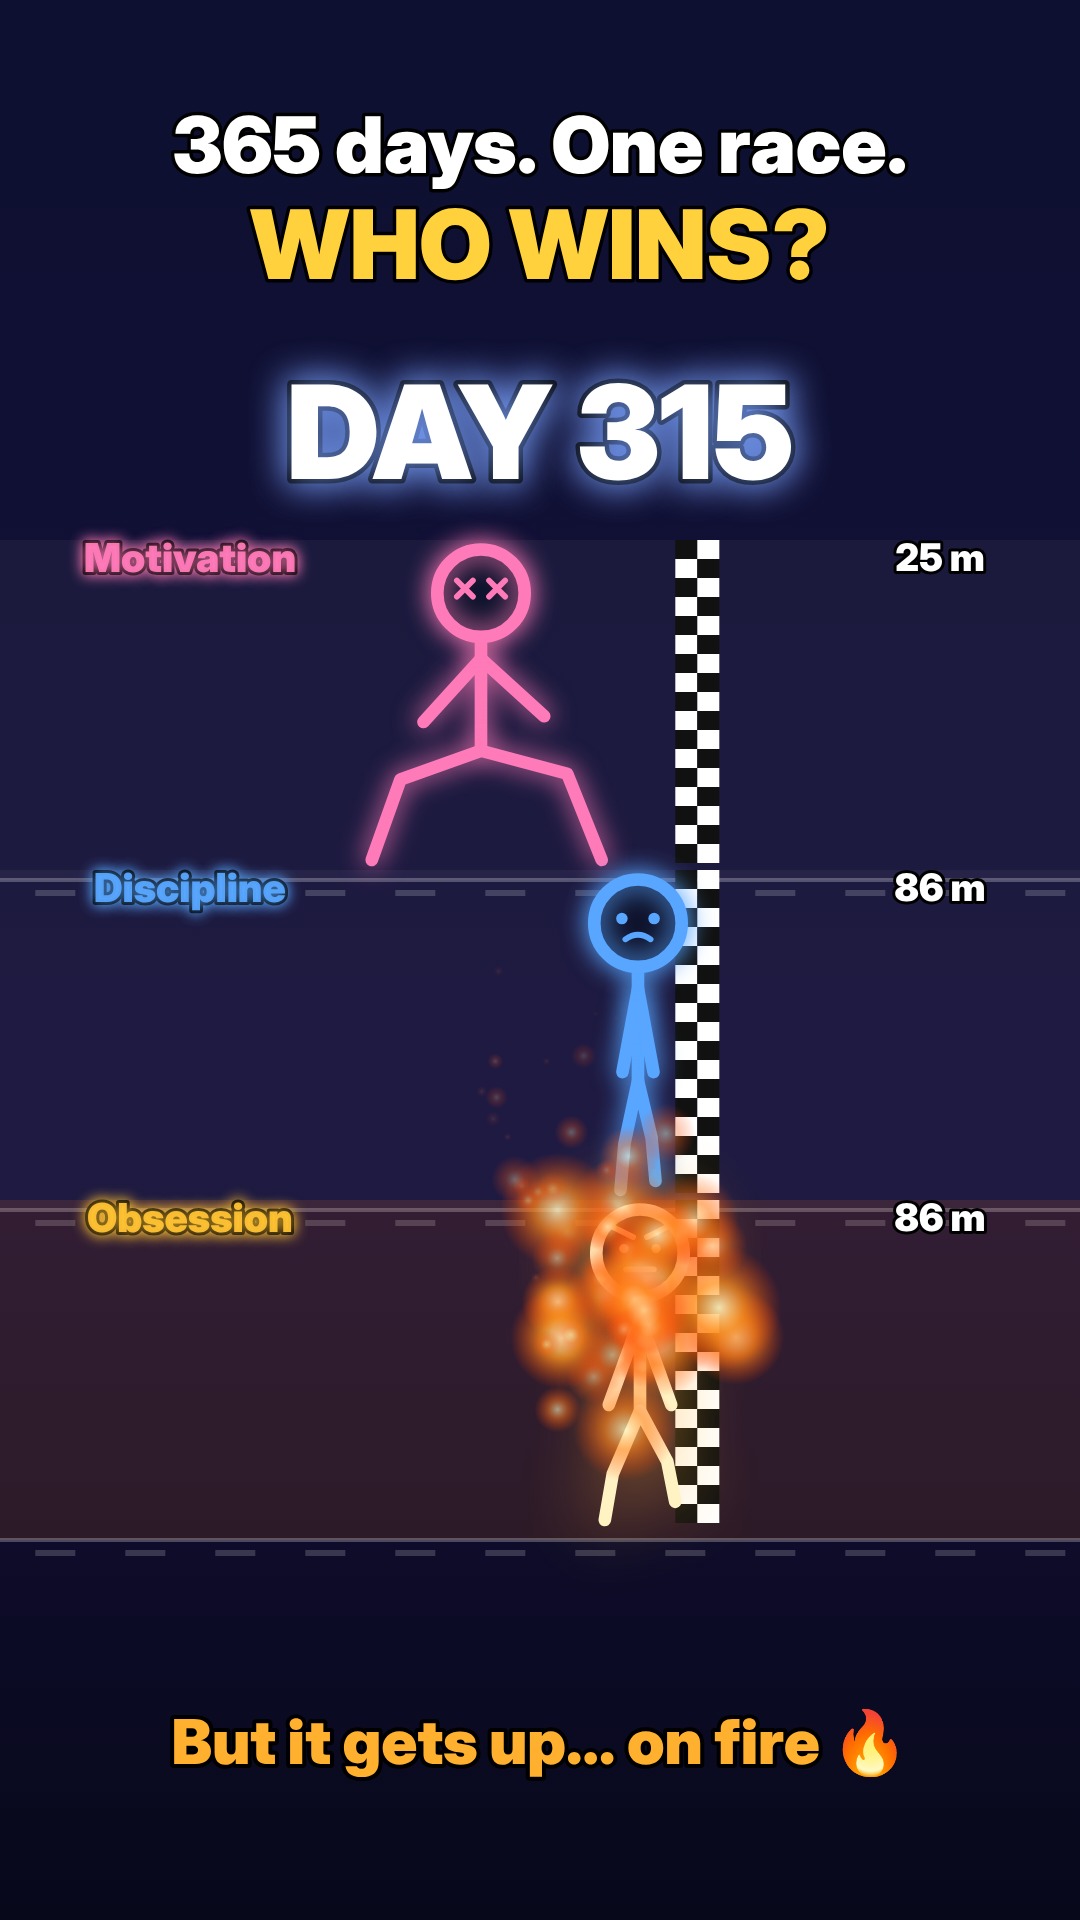 365 days. One race.
WHO WINS?
DAY 315
Motivation
25 m
Discipline
86 m
Obsession
86 m
But it gets up... on fire 🔥